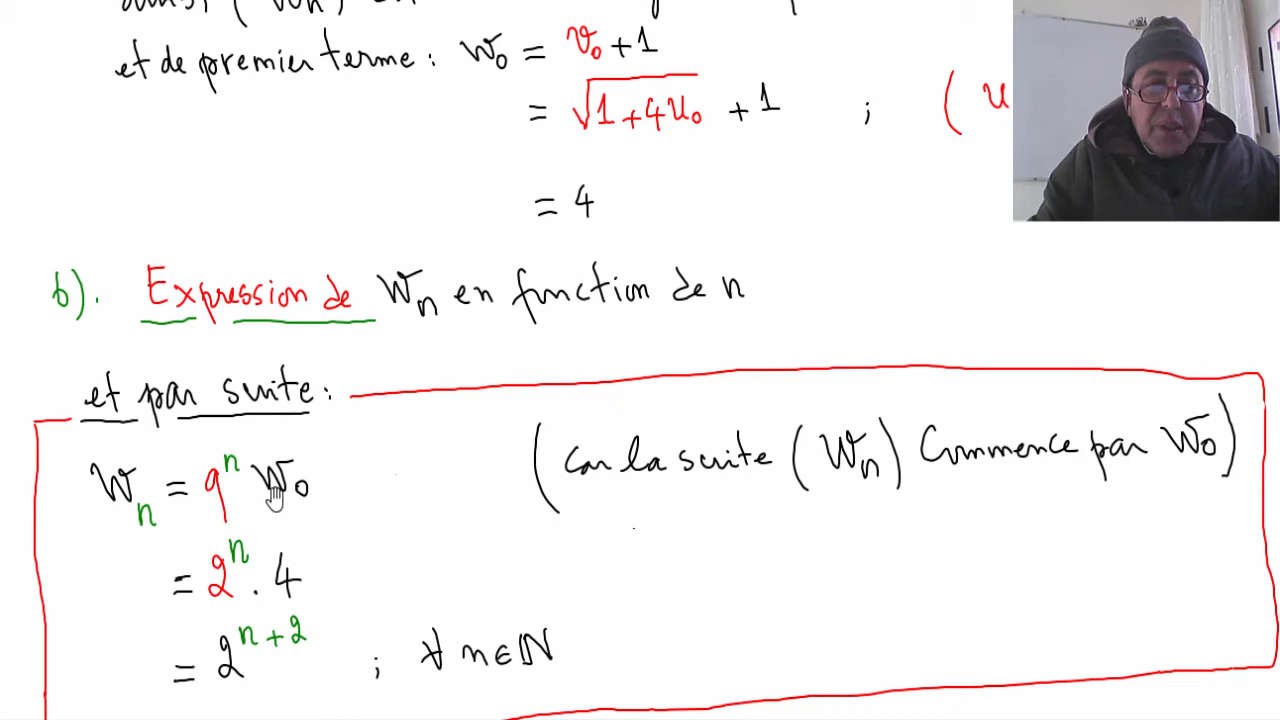 et de premier terme : W₀ = v₀ + 1
= √(1+4u₀) + 1 ; ( u
= 4
b). Expression de Wₙ en function de n
et par suite :
Wₙ = qⁿ W₀ (Car la suite (Wₙ) Commence par W₀)
= 2ⁿ . 4
= 2ⁿ⁺² ; ∀ n ∈ ℕ